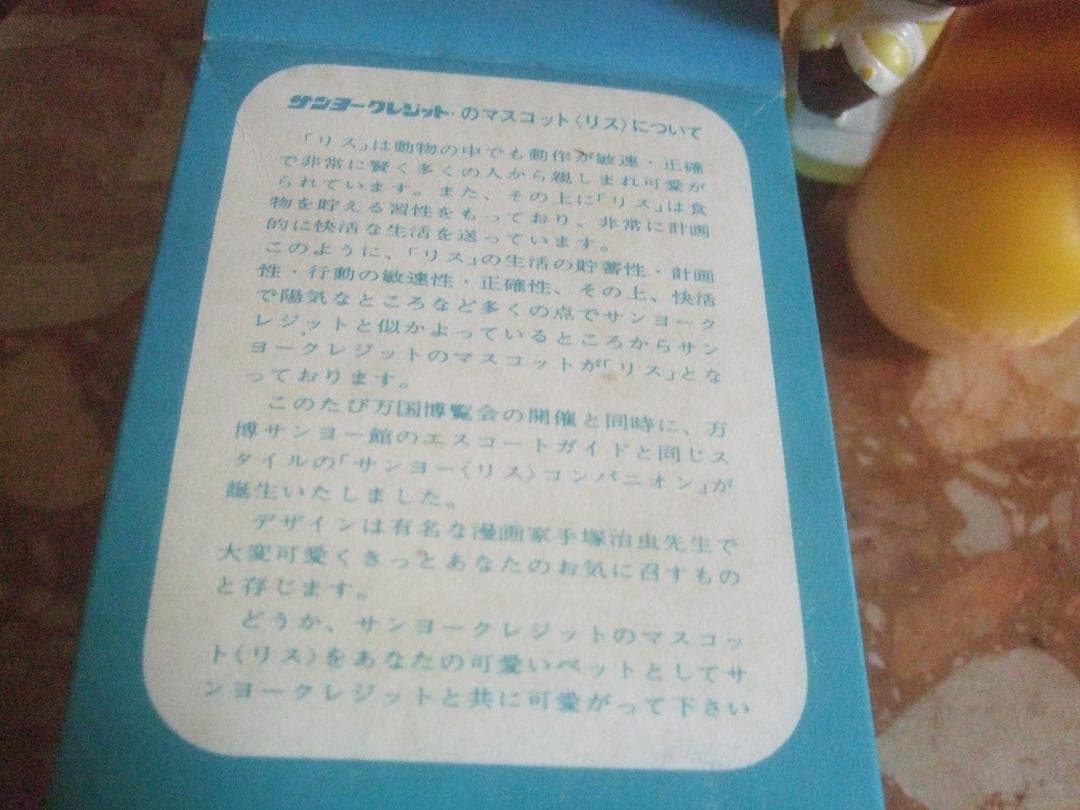 サンヨークレジット・のマスコット〈リス〉について
「リス」は動物の中でも動作が敏速・正確
で非常に賢く多くの人から親しまれ可愛が
られています。また、その上に「リス」は食
物を貯える習性をもっており、非常に計画
的に快活な生活を送っています。
このように、「リス」の生活の貯蓄性・計画
性・行動の敏速性・正確性、その上、快活
で陽気なところなど多くの点でサンヨーク
レジットと似かよっているところからサン
ヨークレジットのマスコットが「リス」とな
っております。
このたび万国博覧会の開催と同時に、万
博サンヨー館のエスコートガイドと同じス
タイルの「サンヨー〈リス〉コンパニオン」が
誕生いたしました。
デザインは有名な漫画家手塚治虫先生で
大変可愛くきっとあなたのお気に召すもの
と存じます。
どうか、サンヨークレジットのマスコッ
ト〈リス〉をあなたの可愛いペットとしてサ
ンヨークレジットと共に可愛がって下さい